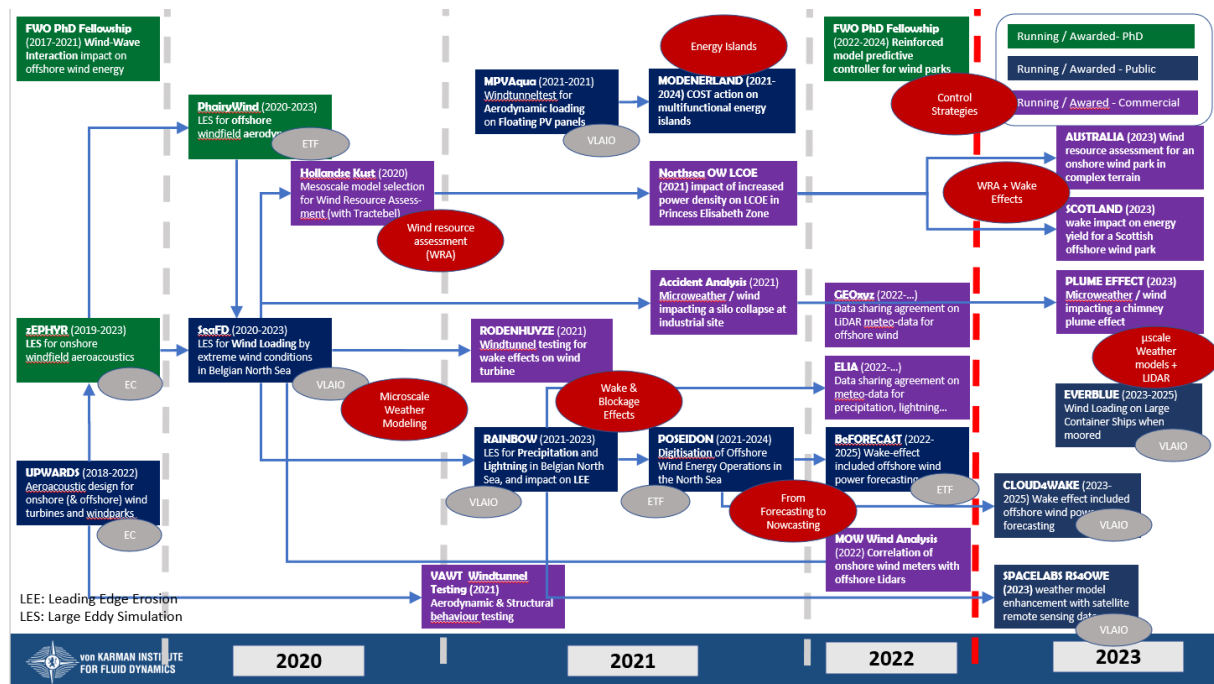 FWO PhD Fellowship
(2017-2021) Wind-Wave
Interaction impact on
offshore wind energy
PhairyWind (2020-2023)
LES for offshore
windfield aerodyn
ETF
Hollandse Kust (2020)
Mesoscale model selection
for Wind Resource Assess-
ment (with Tractebel)
Wind resource
assessment
(WRA)
MPVAqua (2021-2021)
Windtunneltest for
Aerodynamic loading
on Floating PV panels
VLAIO
Energy Islands
MODENERLAND (2021-
2024) COST action on
multifunctional energy
islands
FWO PhD Fellowship
(2022-2024) Reinforced
model predictive
controller for wind parks
Control
Strategies
Running / Awarded- PhD
Running / Awarded - Public
Running / Awared - Commercial
Northsea OW LCOE
(2021) impact of increased
power density on LCOE in
Princess Elisabeth Zone
WRA + Wake
Effects
AUSTRALIA (2023) Wind
resource assessment for an
onshore wind park in
complex terrain
SCOTLAND (2023)
wake impact on energy
yield for a Scottish
offshore wind park
zEPHYR (2019-2023)
LES for onshore
windfield aeroacoustics
EC
SeaFD (2020-2023)
LES for Wind Loading by
extreme wind conditions
in Belgian North Sea
VLAIO
Microscale
Weather
Modeling
Accident Analysis (2021)
Microweather / wind
impacting a silo collapse at
industrial site
RODENHUYZE (2021)
Windtunnel testing for
wake effects on wind
turbine
Wake &
Blockage
Effects
GEOxyz (2022-...)
Data sharing agreement on
LiDAR meteo-data for
offshore wind
PLUME EFFECT (2023)
Microweather / wind
impacting a chimney
plume effect
µscale
Weather
models +
LIDAR
ELIA (2022-...)
Data sharing agreement on
meteo-data for
precipitation, lightning...
EVERBLUE (2023-2025)
Wind Loading on Large
Container Ships when
moored
VLAIO
UPWARDS (2018-2022)
Aeroacoustic design for
onshore (& offshore) wind
turbines and windparks
EC
RAINBOW (2021-2023)
LES for Precipitation and
Lightning in Belgian North
Sea, and impact on LEE
VLAIO
POSEIDON (2021-2024)
Digitisation of Offshore
Wind Energy Operations in
the North Sea
ETF
From
Forecasting to
Nowcasting
BeFORECAST (2022-
2025) Wake-effect
included offshore wind
power forecasting
ETF
CLOUD4WAKE (2023-
2025) Wake effect included
offshore wind pow
forecasting
VLAIO
MOW Wind Analysis
(2022) Correlation of
onshore wind meters with
offshore Lidars
VAWT Windtunnel
Testing (2021)
Aerodynamic & Structural
behaviour testing
SPACELABS RS4OWE
(2023) weather model
enhancement with satellite
remote sensing data
VLAIO
LEE: Leading Edge Erosion
LES: Large Eddy Simulation
von KARMAN INSTITUTE
FOR FLUID DYNAMICS
2020
2021
2022
2023